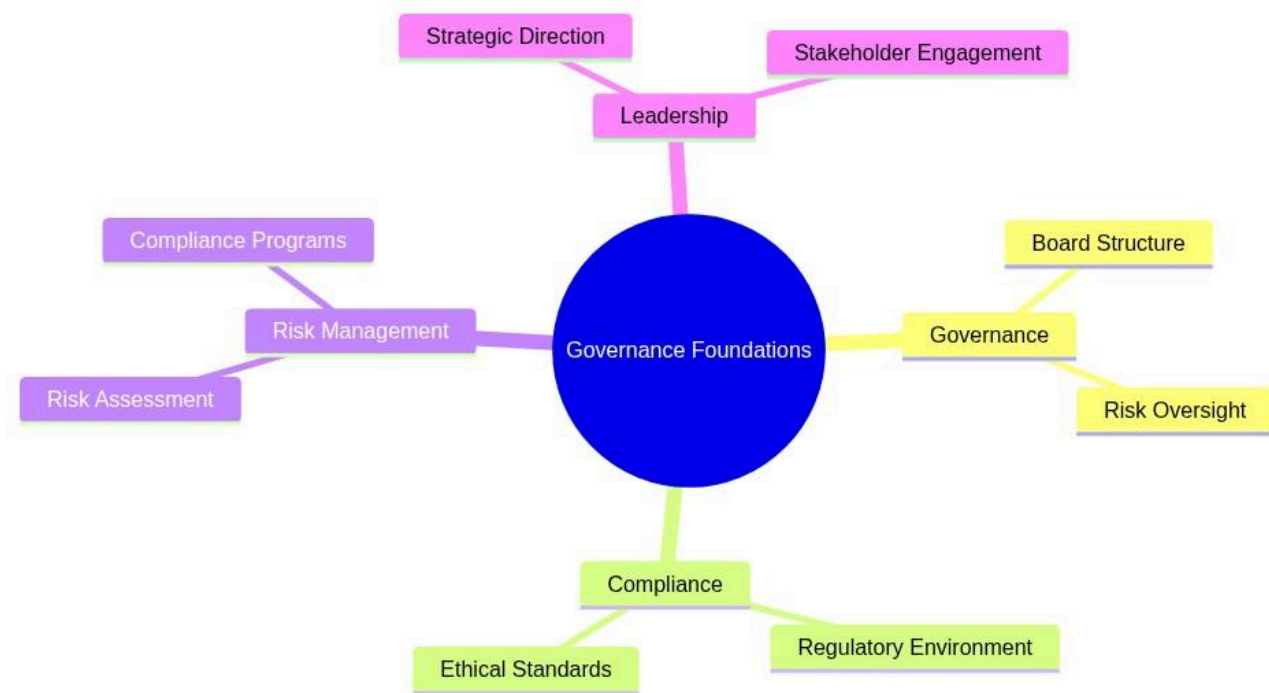 Strategic Direction
Stakeholder Engagement
Leadership
Compliance Programs
Board Structure
Risk Management
Governance Foundations
Governance
Risk Assessment
Risk Oversight
Compliance
Ethical Standards
Regulatory Environment